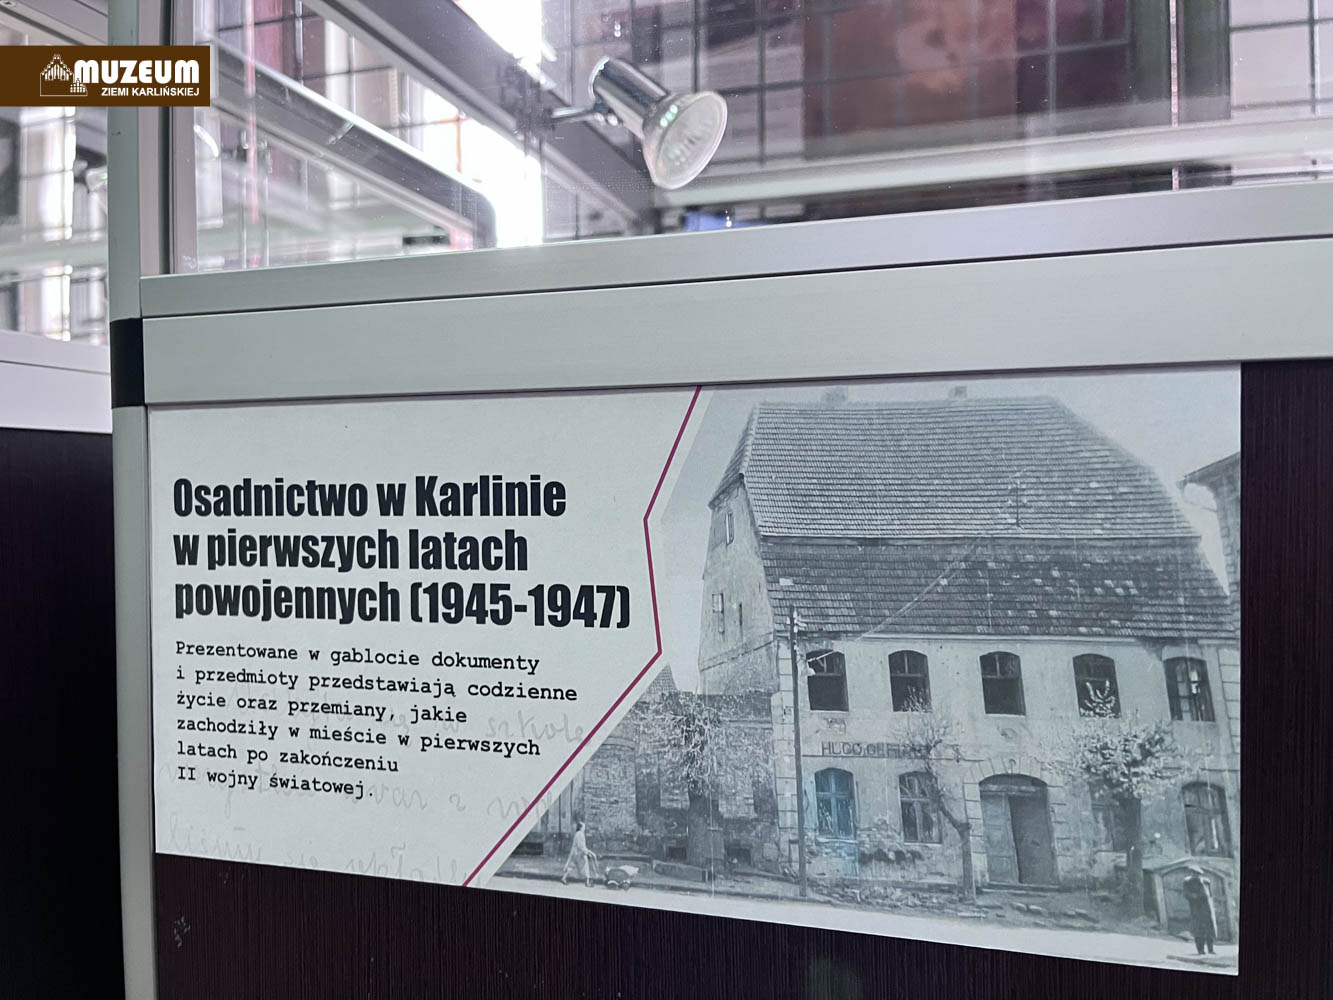 MUZEUM
ZIEMI KARLIŃSKIEJ
Osadnictwo w Karlinie
w pierwszych latach
powojennych (1945-1947)
Prezentowane w gablocie dokumenty
i przedmioty przedstawiają codzienne
życie oraz przemiany, jakie
zachodziły w mieście w pierwszych
latach po zakończeniu
II wojny światowej.
HUGO